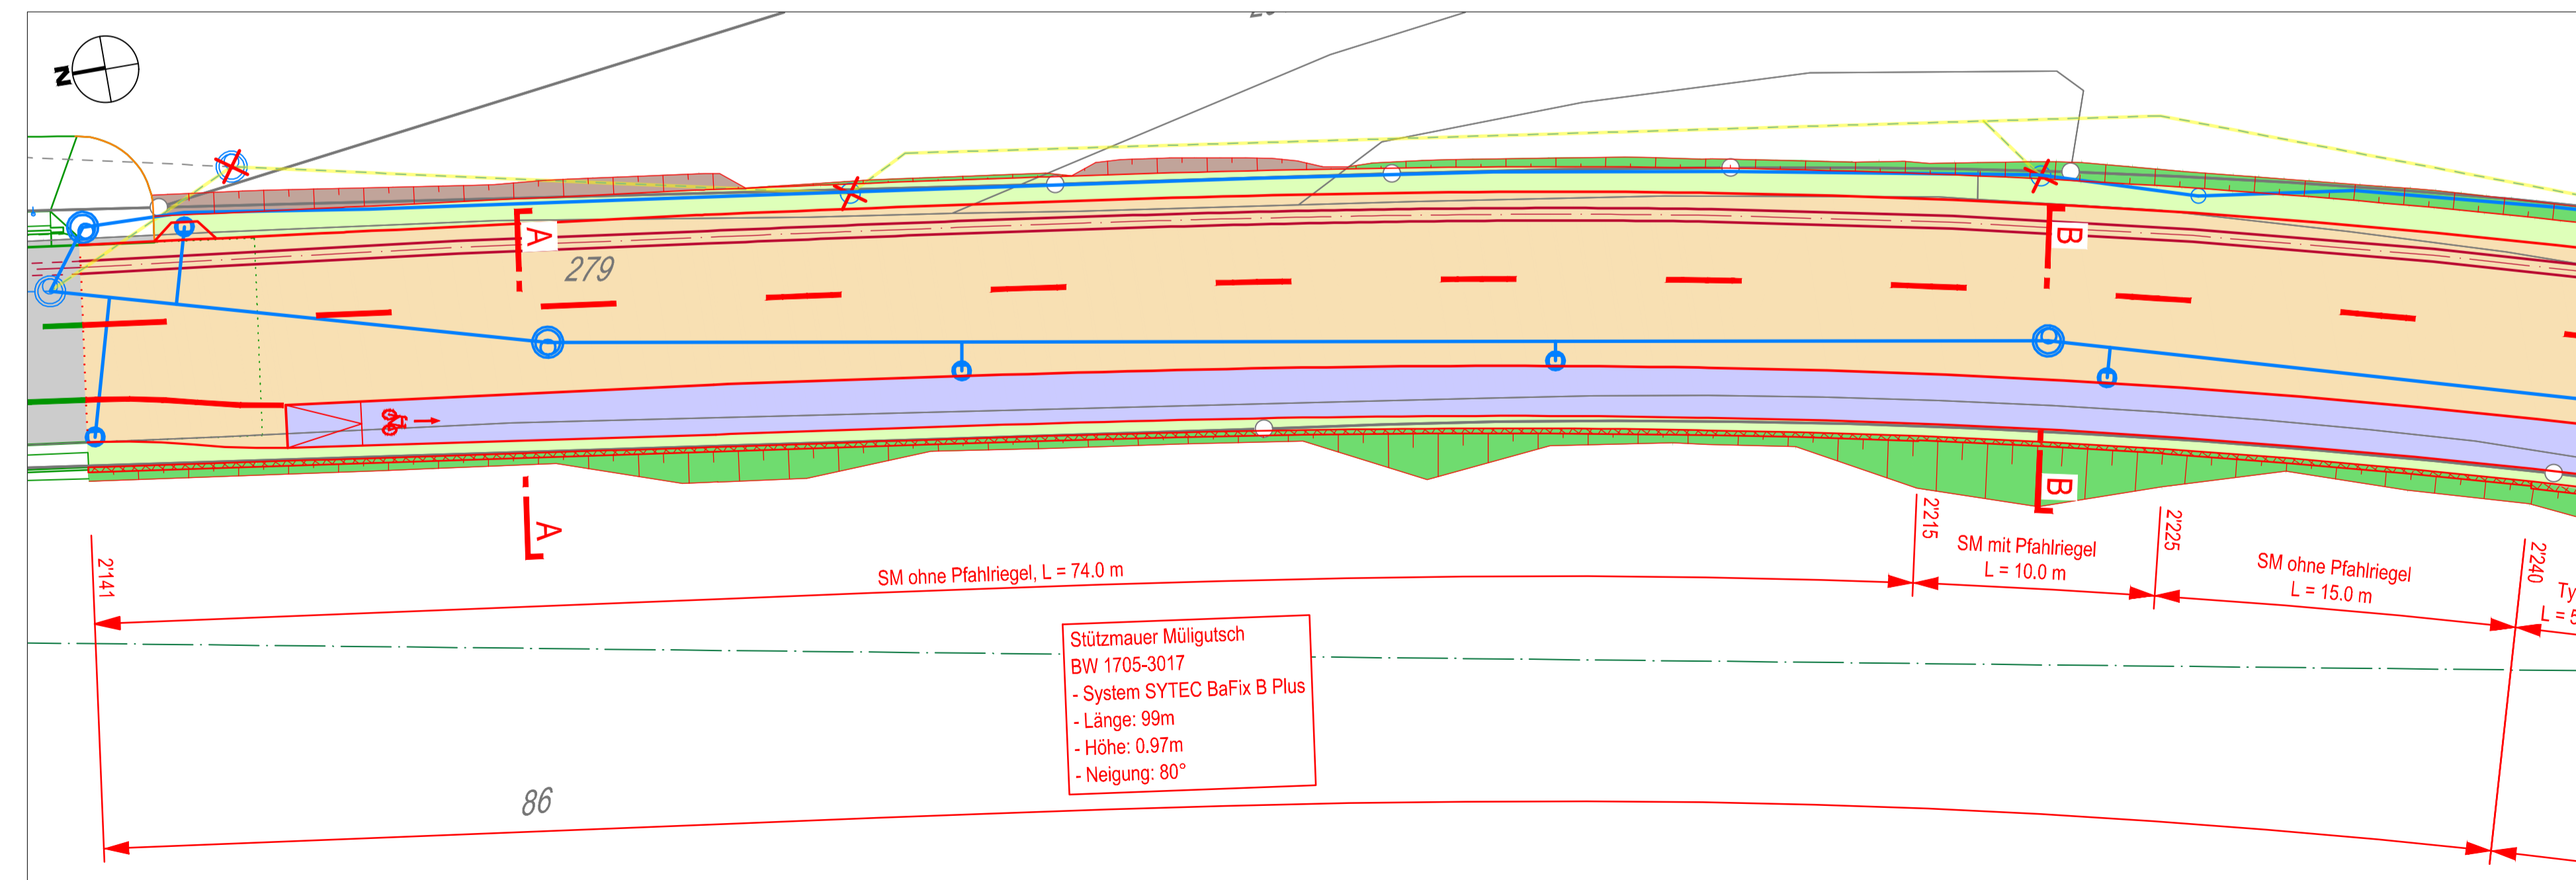 N
A
279
B
B
A
2'141
SM ohne Pfahlriegel, L = 74.0 m
2'215
SM mit Pfahlriegel
L = 10.0 m
2'225
SM ohne Pfahlriegel
L = 15.0 m
2'240
Ty
L = 5
Stützmauer Müligutsch
BW 1705-3017
- System SYTEC BaFix B Plus
- Länge: 99m
- Höhe: 0.97m
- Neigung: 80°
86